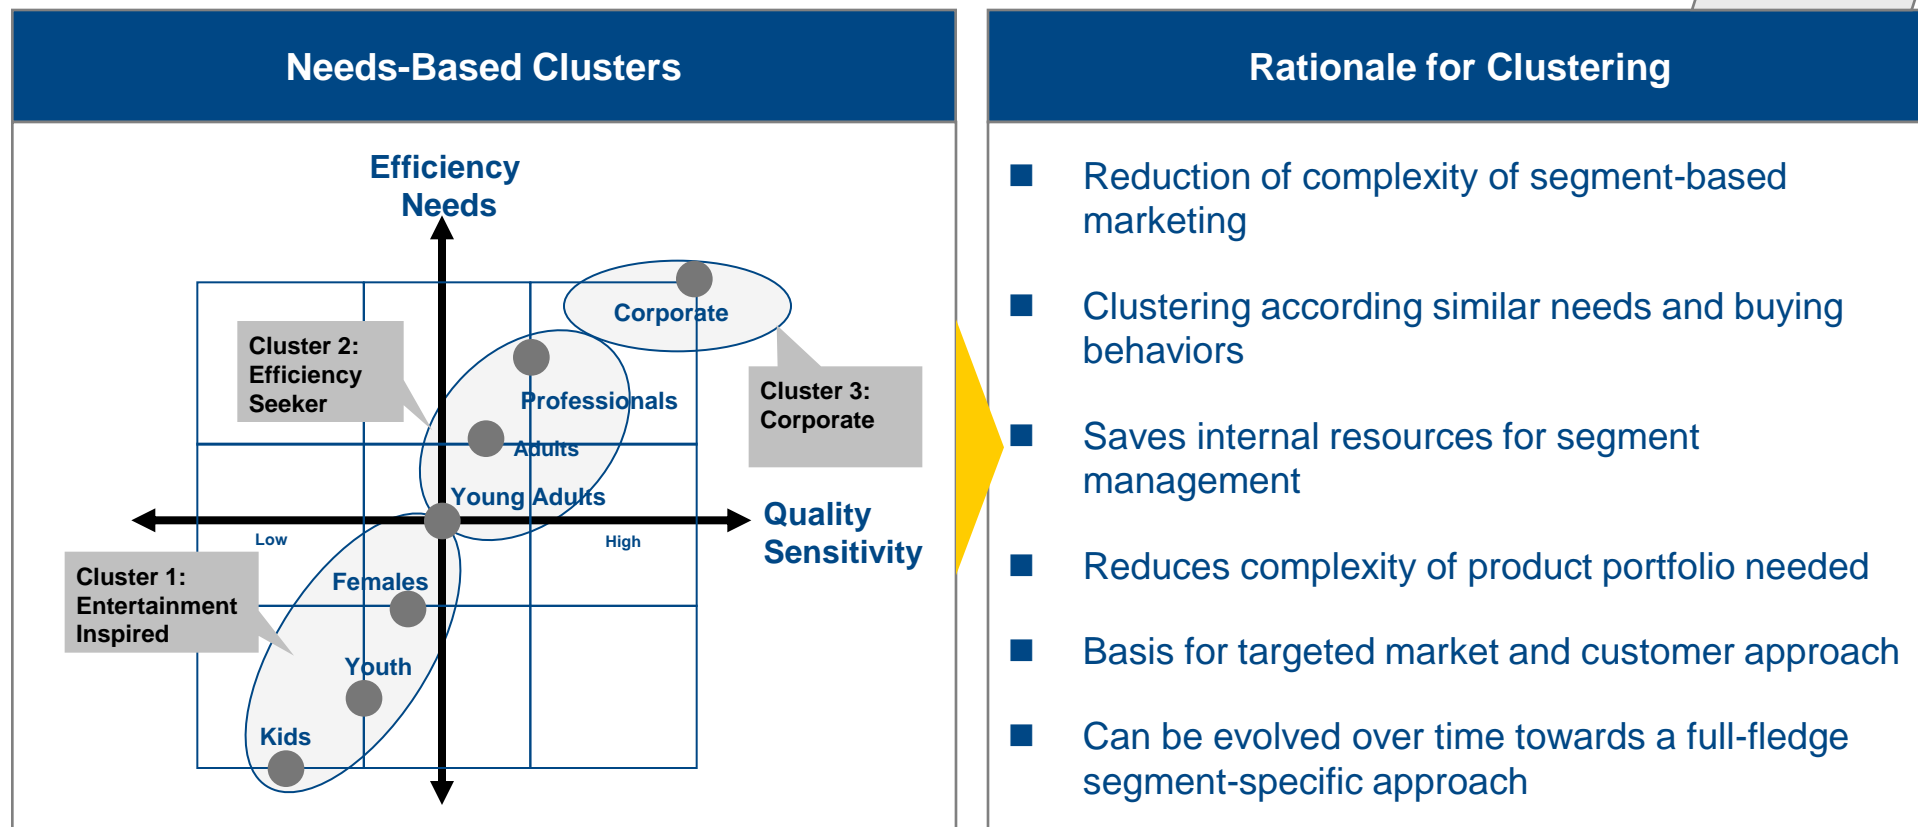 Needs-Based Clusters
Efficiency
Needs
Corporate
Cluster 2:
Efficiency
Seeker
Cluster 3:
Corporate
Professionals
Adults
Young Adults
Quality
Sensitivity
Low
High
Cluster 1:
Entertainment
Inspired
Females
Youth
Kids
Rationale for Clustering
Reduction of complexity of segment-based
marketing
Clustering according similar needs and buying
behaviors
Saves internal resources for segment
management
Reduces complexity of product portfolio needed
Basis for targeted market and customer approach
Can be evolved over time towards a full-fledge
segment-specific approach